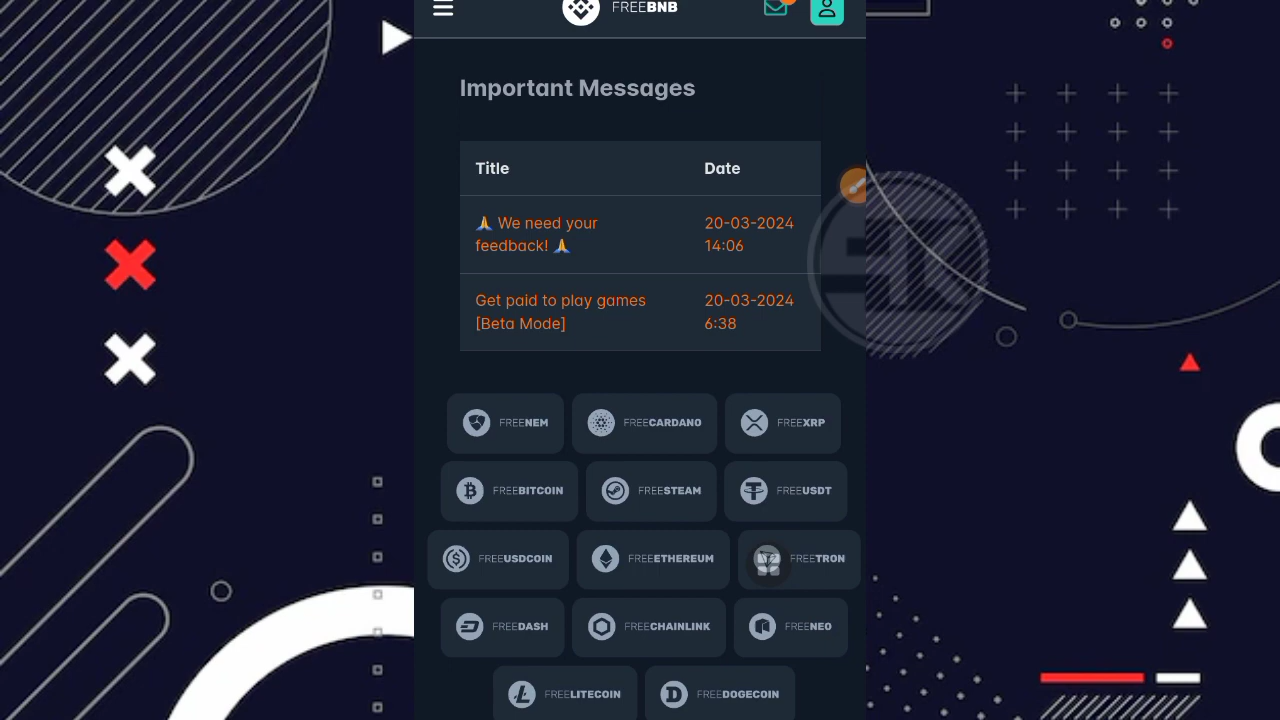 FREEBNB
Important Messages
Title Date
🙏 We need your 20-03-2024
feedback! 🙏 14:06
Get paid to play games 20-03-2024
[Beta Mode] 6:38
FREENEM FREECARDANO FREEXRP
FREEBITCOIN FREESTEAM FREEUSDT
FREEUSDCOIN FREEETHEREUM FREETRON
FREEDASH FREECHAINLINK FREENEO
FREELITECOIN FREEDOGECOIN